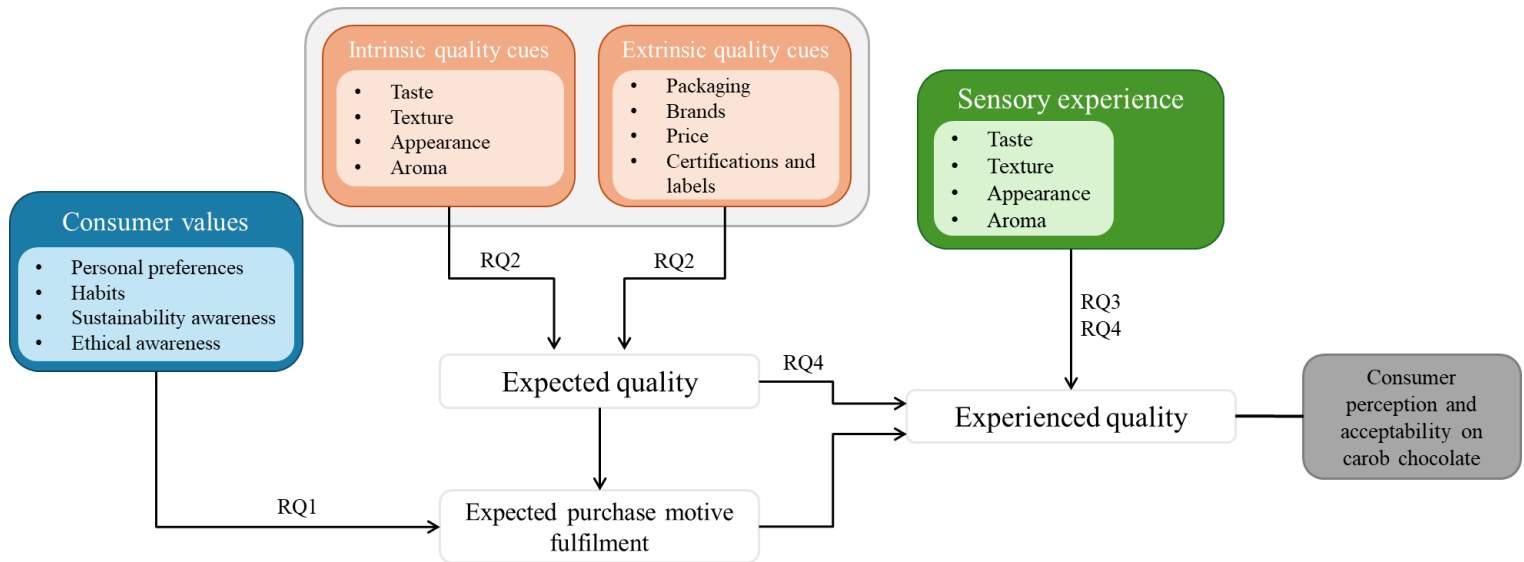 Intrinsic quality cues
• Taste
• Texture
• Appearance
• Aroma
Extrinsic quality cues
• Packaging
• Brands
• Price
• Certifications and
labels
Sensory experience
• Taste
• Texture
• Appearance
• Aroma
Consumer values
• Personal preferences
• Habits
• Sustainability awareness
• Ethical awareness
RQ2
RQ2
RQ3
RQ4
Expected quality
RQ4
Experienced quality
Consumer
perception and
acceptability on
carob chocolate
RQ1
Expected purchase motive
fulfilment